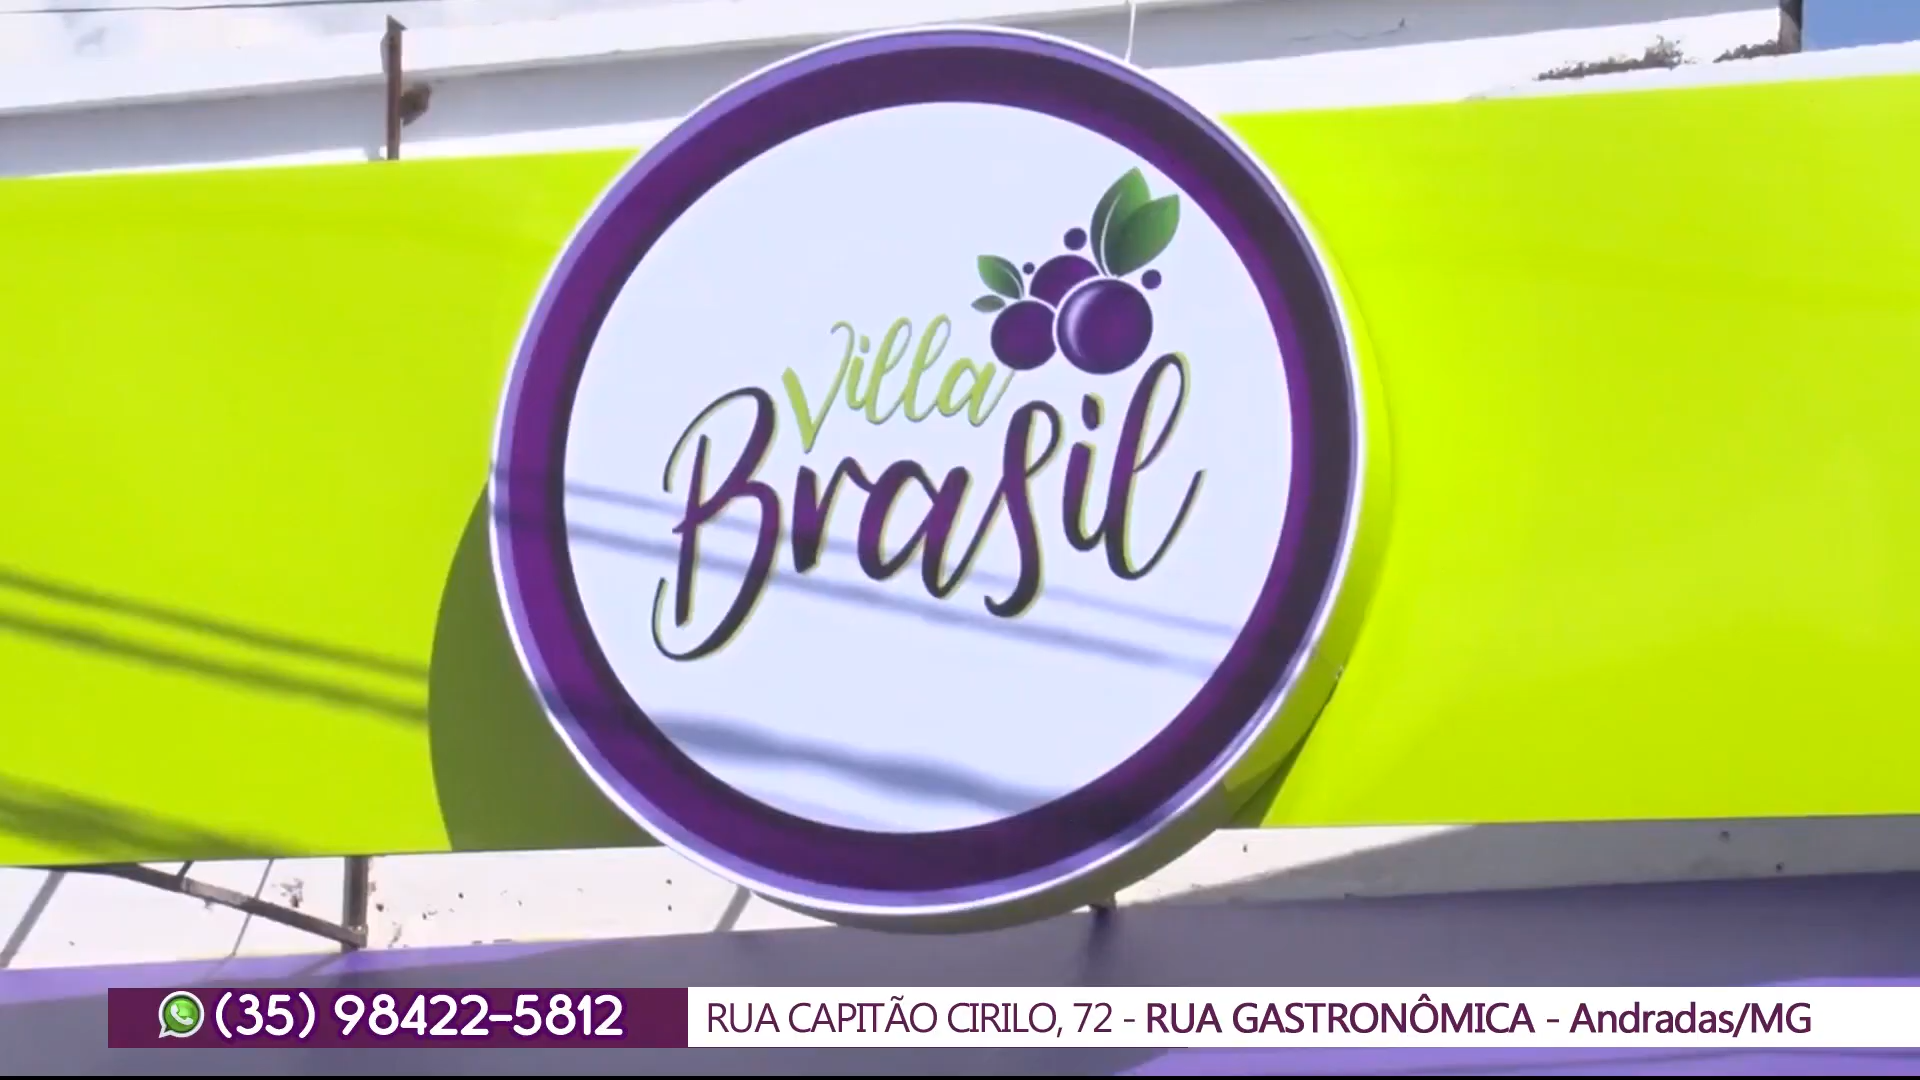 Villa
Brasil
(35) 98422-5812
RUA CAPITÃO CIRILO, 72 - RUA GASTRONÔMICA - Andradas/MG